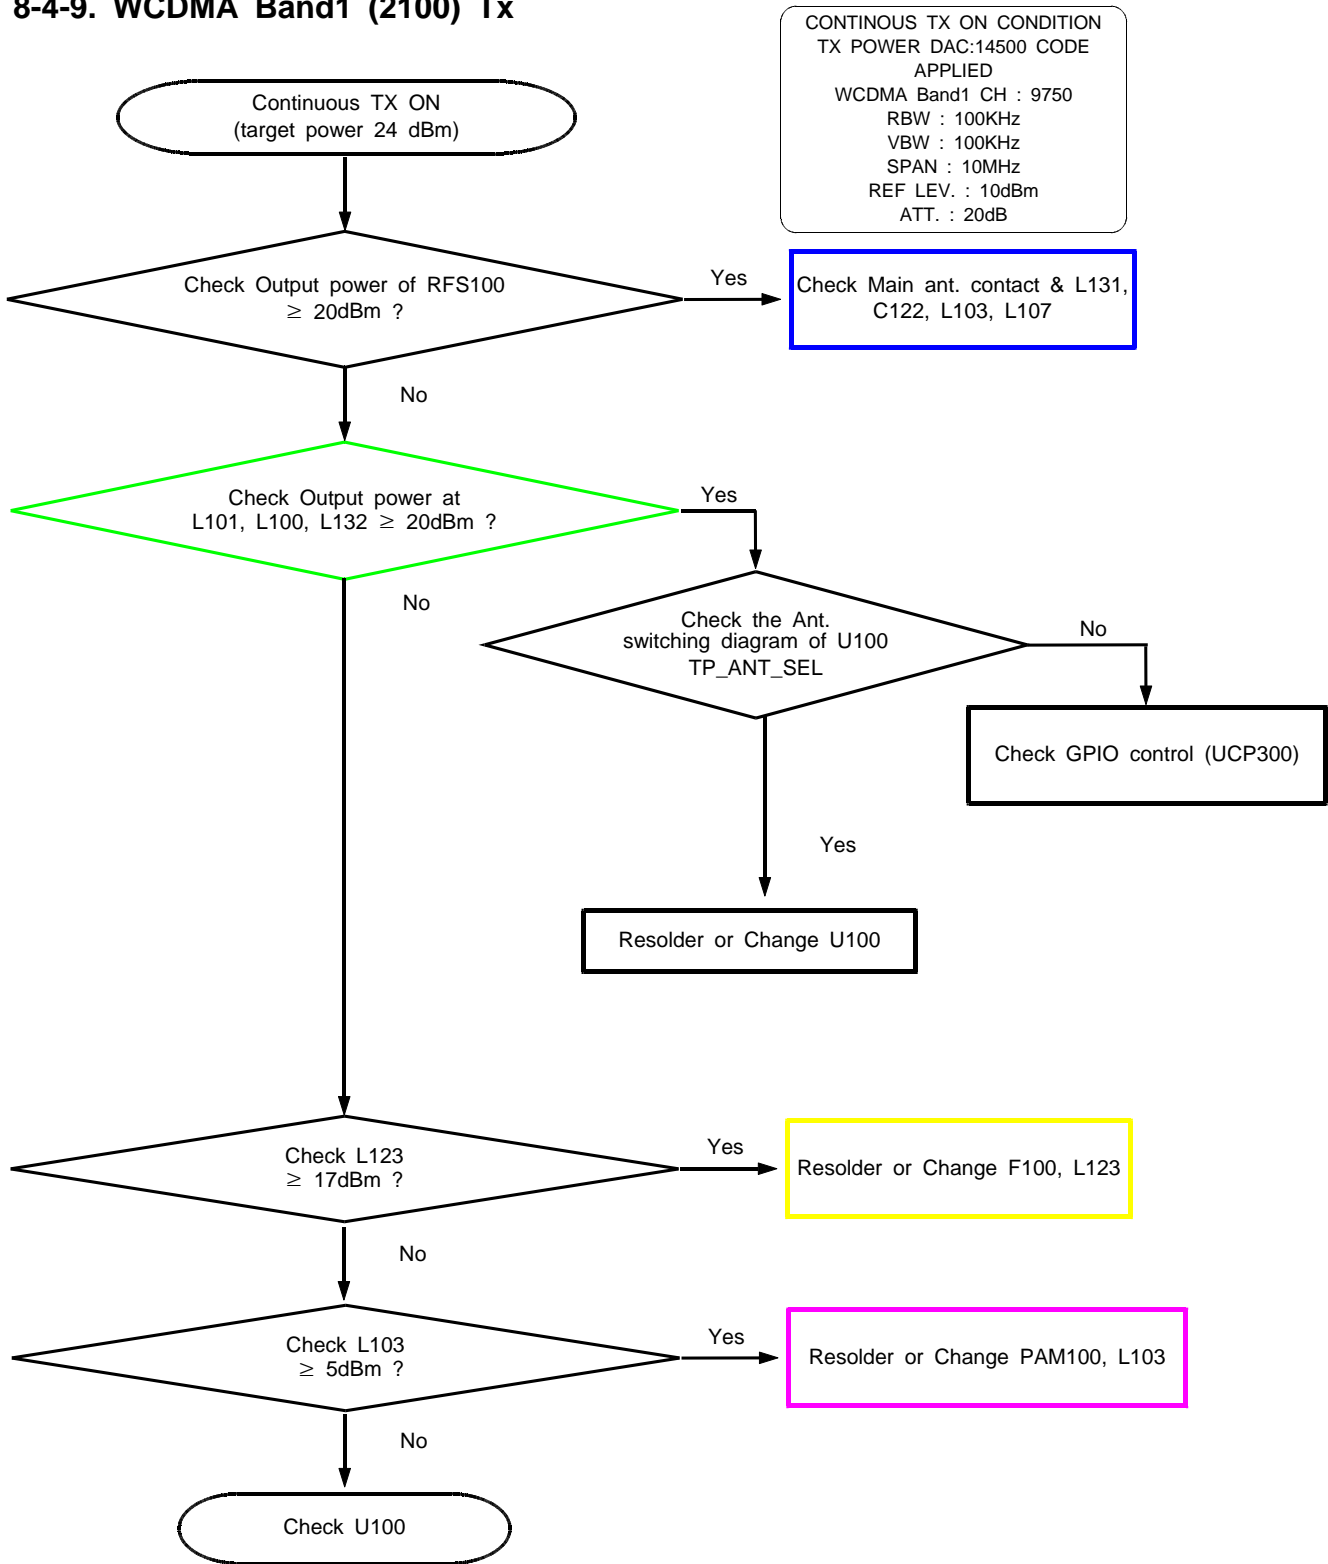 8-4-9. WCDMA Band1 (2100) Tx
CONTINOUS TX ON CONDITION
TX POWER DAC:14500 CODE
APPLIED
WCDMA Band1 CH : 9750
RBW : 100KHz
VBW : 100KHz
SPAN : 10MHz
REF LEV. : 10dBm
ATT. : 20dB
Continuous TX ON
(target power 24 dBm)
Check Output power of RFS100
≥ 20dBm ?
Yes
Check Main ant. contact & L131,
C122, L103, L107
No
Check Output power at
L101, L100, L132 ≥ 20dBm ?
Yes
No
Check the Ant.
switching diagram of U100
TP_ANT_SEL
No
Check GPIO control (UCP300)
Yes
Resolder or Change U100
Check L123
≥ 17dBm ?
Yes
Resolder or Change F100, L123
No
Check L103
≥ 5dBm ?
Yes
Resolder or Change PAM100, L103
No
Check U100